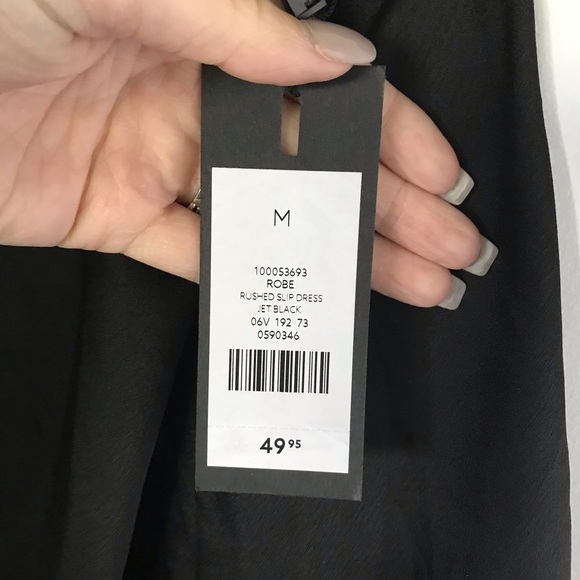 M
100053693
ROBE
RUSHED SLIP DRESS
JET BLACK
06V 192 73
0590346
49 95